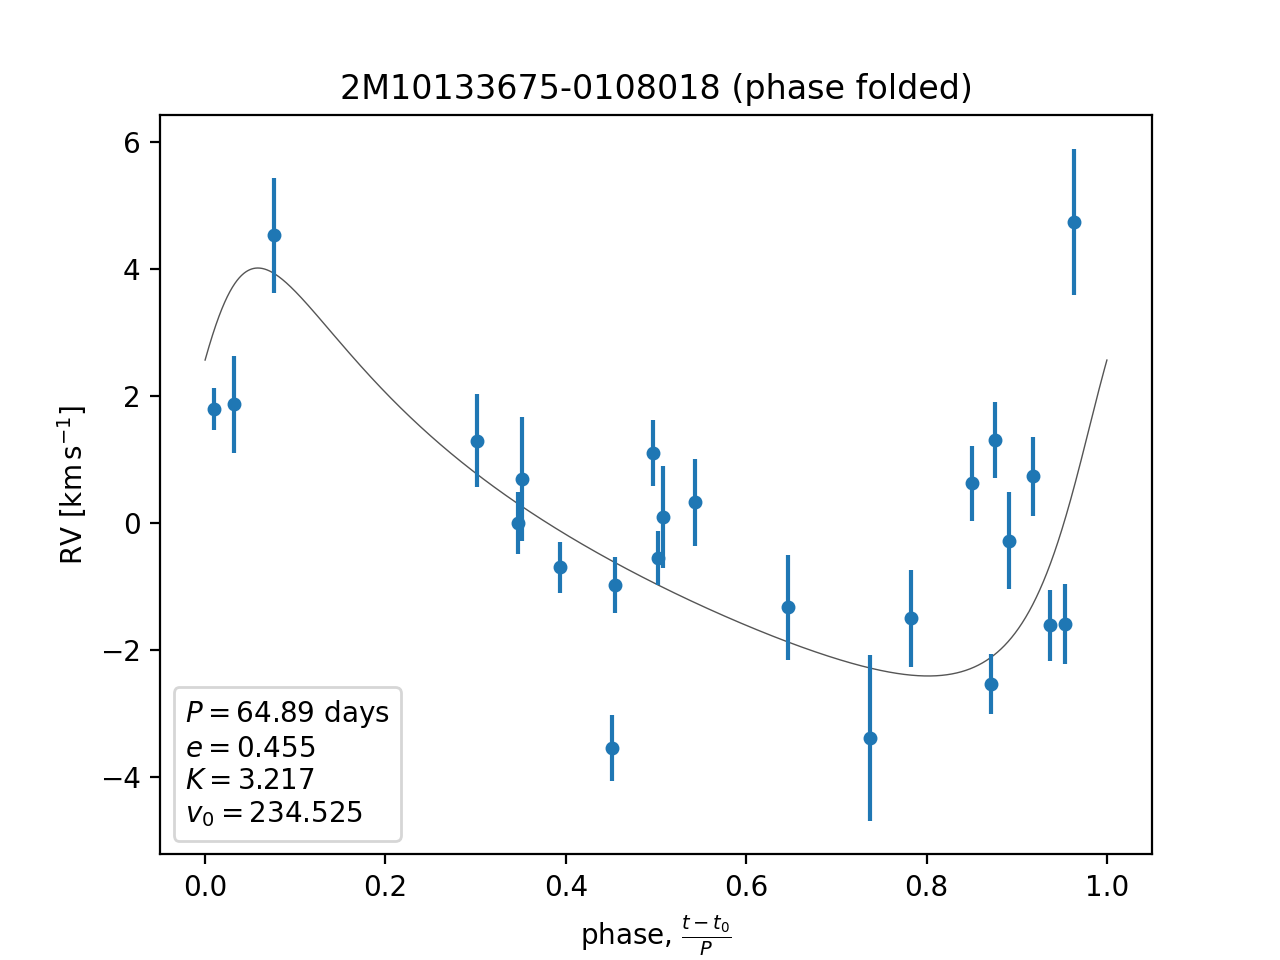 2M10133675-0108018 (phase folded)
RV [km s⁻¹]
6
4
2
0
−2
−4
P = 64.89 days
e = 0.455
K = 3.217
v₀ = 234.525
0.0 0.2 0.4 0.6 0.8 1.0
phase, (t − t₀)/P